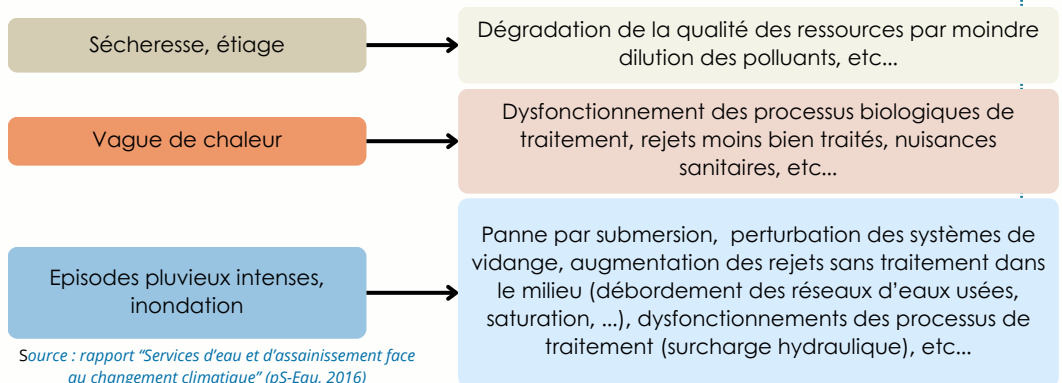 Sécheresse, étiage
Dégradation de la qualité des ressources par moindre
dilution des polluants, etc...
Vague de chaleur
Dysfonctionnement des processus biologiques de
traitement, rejets moins bien traités, nuisances
sanitaires, etc...
Episodes pluvieux intenses,
inondation
Panne par submersion, perturbation des systèmes de
vidange, augmentation des rejets sans traitement dans
le milieu (débordement des réseaux d'eaux usées,
saturation, ...), dysfonctionnements des processus de
traitement (surcharge hydraulique), etc...
Source : rapport "Services d'eau et d'assainissement face
au changement climatique" (pS-Eau, 2016)